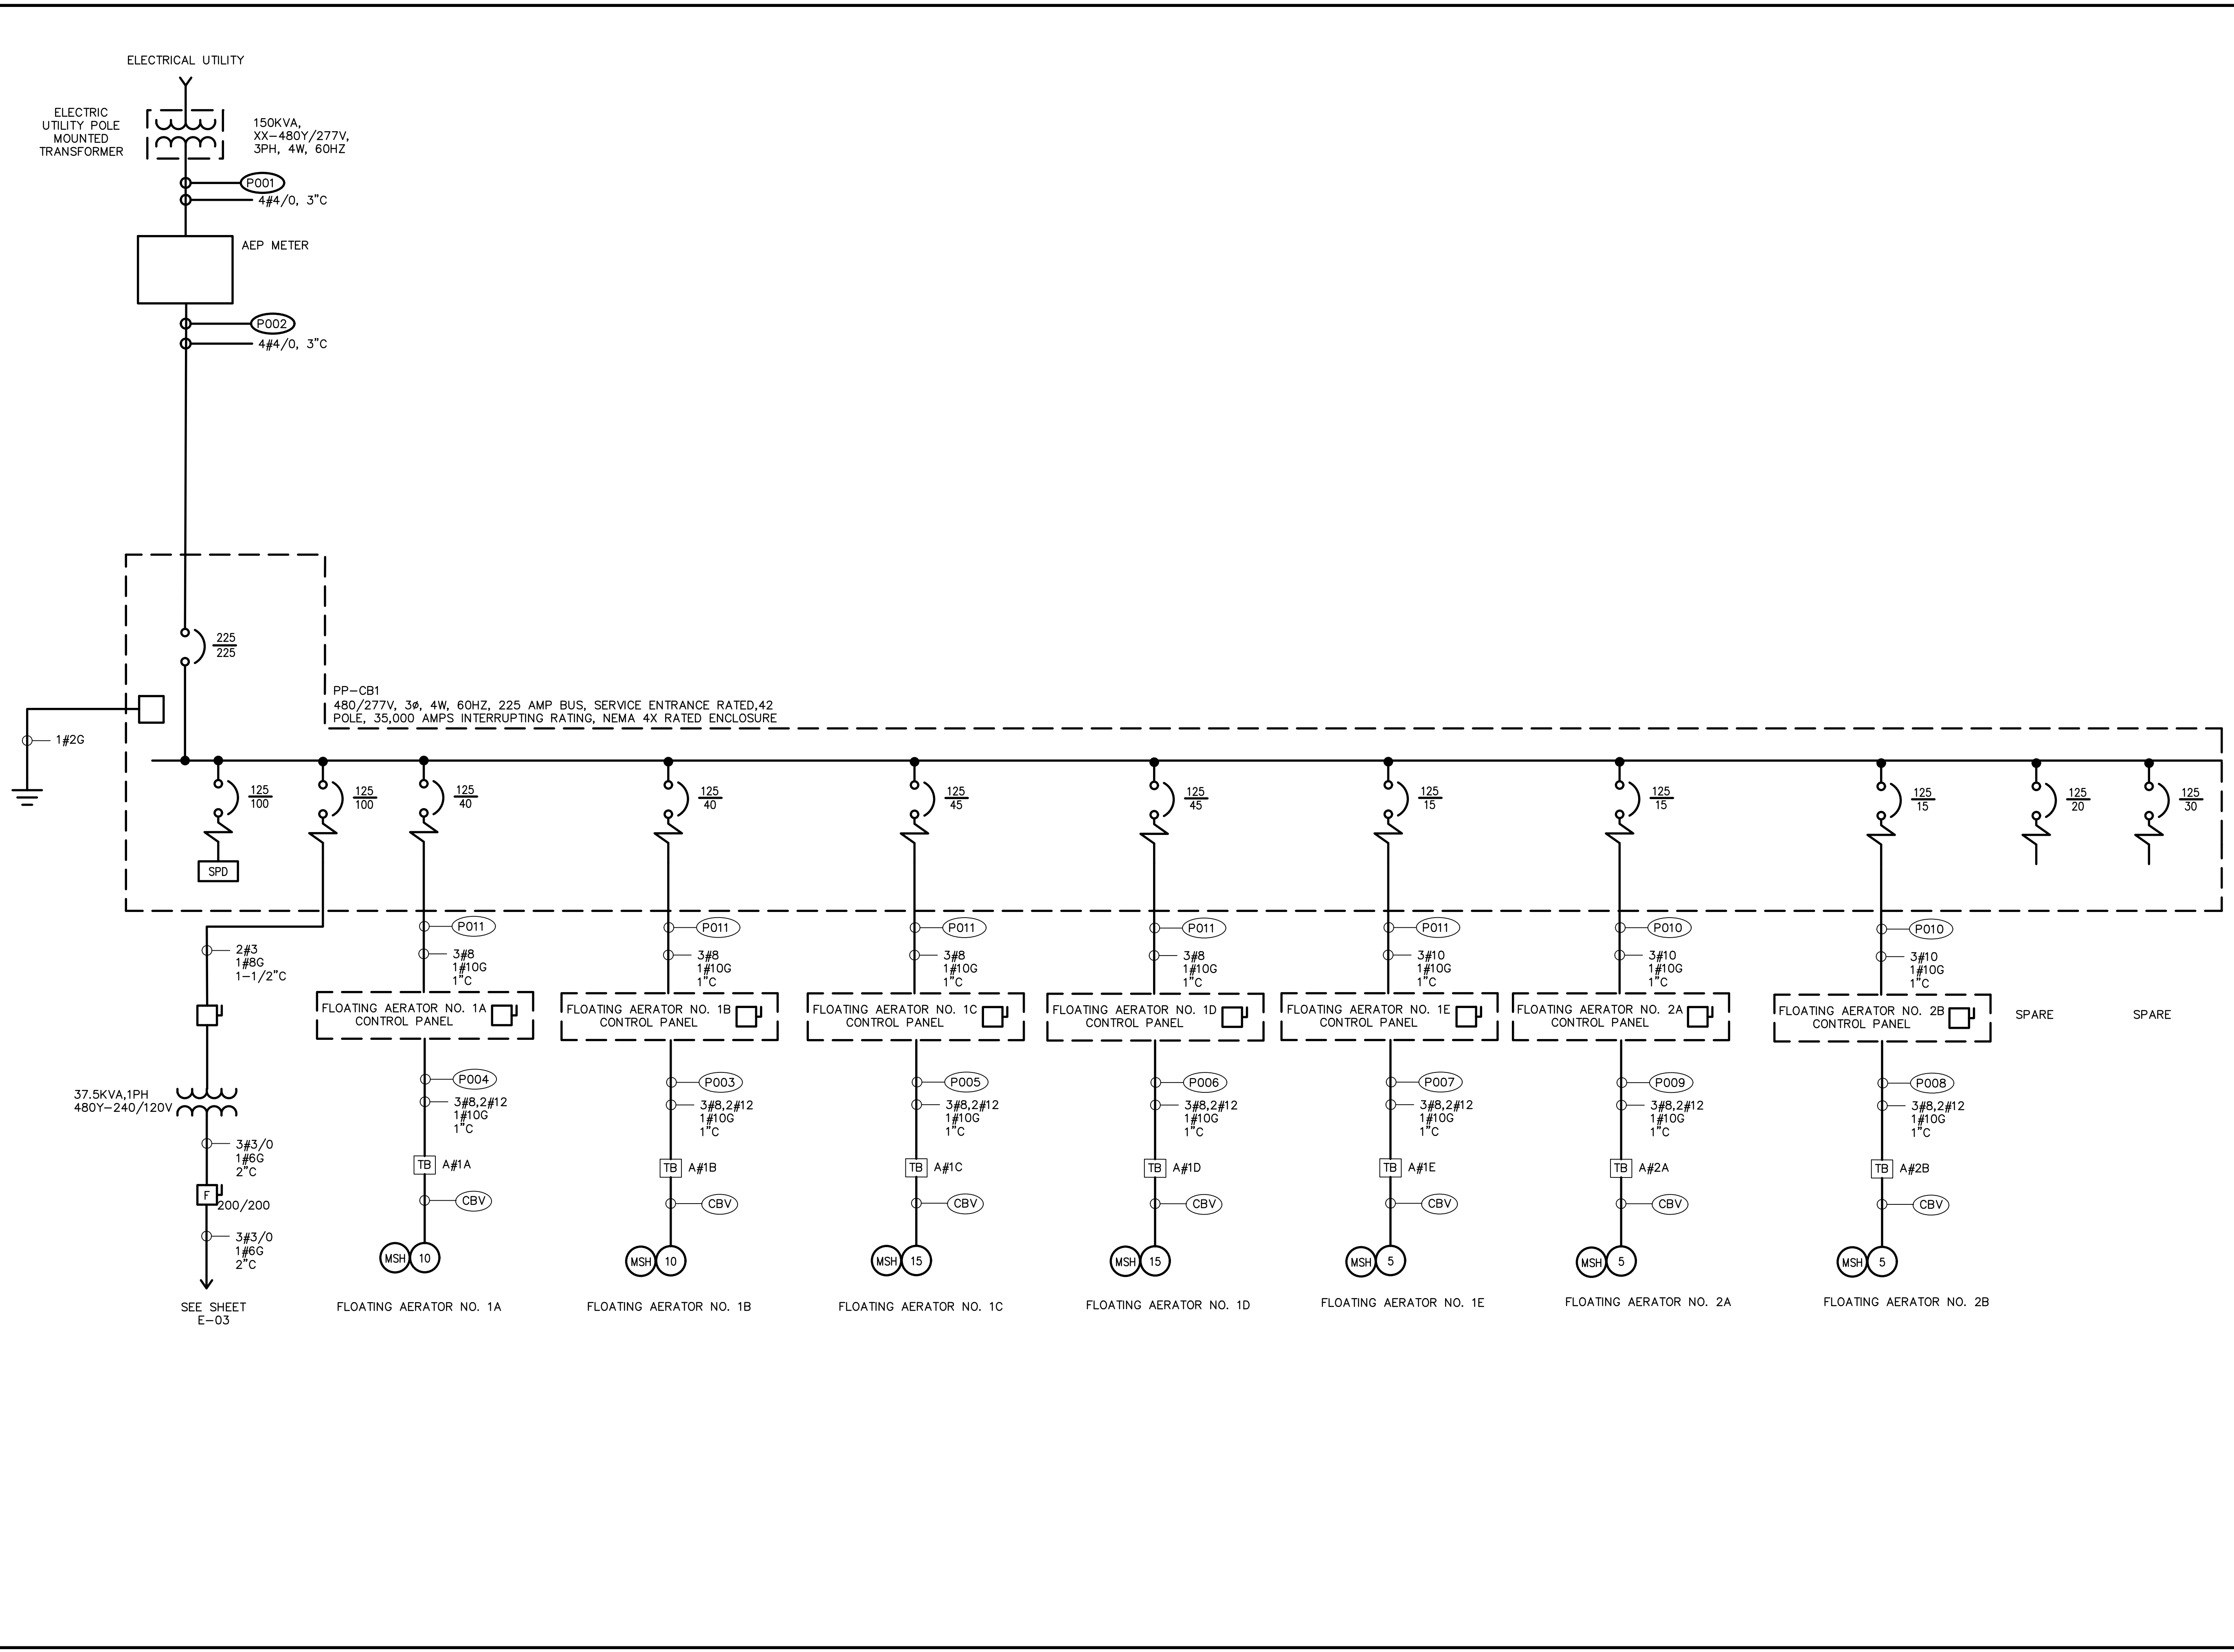 ELECTRICAL UTILITY
ELECTRIC
UTILITY POLE
MOUNTED
TRANSFORMER
150KVA,
XX-480Y/277V,
3PH, 4W, 60HZ
P001
4#4/0, 3"C
AEP METER
P002
4#4/0, 3"C
225
225
PP-CB1
480/277V, 3ø, 4W, 60HZ, 225 AMP BUS, SERVICE ENTRANCE RATED,42
POLE, 35,000 AMPS INTERRUPTING RATING, NEMA 4X RATED ENCLOSURE
1#2G
125
100
SPD
125
100
125
40
125
40
125
45
125
45
125
15
125
15
125
15
125
20
125
30
2#3
1#8G
1-1/2"C
37.5KVA,1PH
480Y-240/120V
3#3/0
1#6G
2"C
F
200/200
3#3/0
1#6G
2"C
SEE SHEET
E-03
P011
3#8
1#10G
1"C
FLOATING AERATOR NO. 1A
CONTROL PANEL
P004
3#8,2#12
1#10G
1"C
TB A#1A
CBV
MSH 10
FLOATING AERATOR NO. 1A
P011
3#8
1#10G
1"C
FLOATING AERATOR NO. 1B
CONTROL PANEL
P003
3#8,2#12
1#10G
1"C
TB A#1B
CBV
MSH 10
FLOATING AERATOR NO. 1B
P011
3#8
1#10G
1"C
FLOATING AERATOR NO. 1C
CONTROL PANEL
P005
3#8,2#12
1#10G
1"C
TB A#1C
CBV
MSH 15
FLOATING AERATOR NO. 1C
P011
3#8
1#10G
1"C
FLOATING AERATOR NO. 1D
CONTROL PANEL
P006
3#8,2#12
1#10G
1"C
TB A#1D
CBV
MSH 15
FLOATING AERATOR NO. 1D
P011
3#10
1#10G
1"C
FLOATING AERATOR NO. 1E
CONTROL PANEL
P007
3#8,2#12
1#10G
1"C
TB A#1E
CBV
MSH 5
FLOATING AERATOR NO. 1E
P010
3#10
1#10G
1"C
FLOATING AERATOR NO. 2A
CONTROL PANEL
P009
3#8,2#12
1#10G
1"C
TB A#2A
CBV
MSH 5
FLOATING AERATOR NO. 2A
P010
3#10
1#10G
1"C
FLOATING AERATOR NO. 2B
CONTROL PANEL
P008
3#8,2#12
1#10G
1"C
TB A#2B
CBV
MSH 5
FLOATING AERATOR NO. 2B
SPARE
SPARE